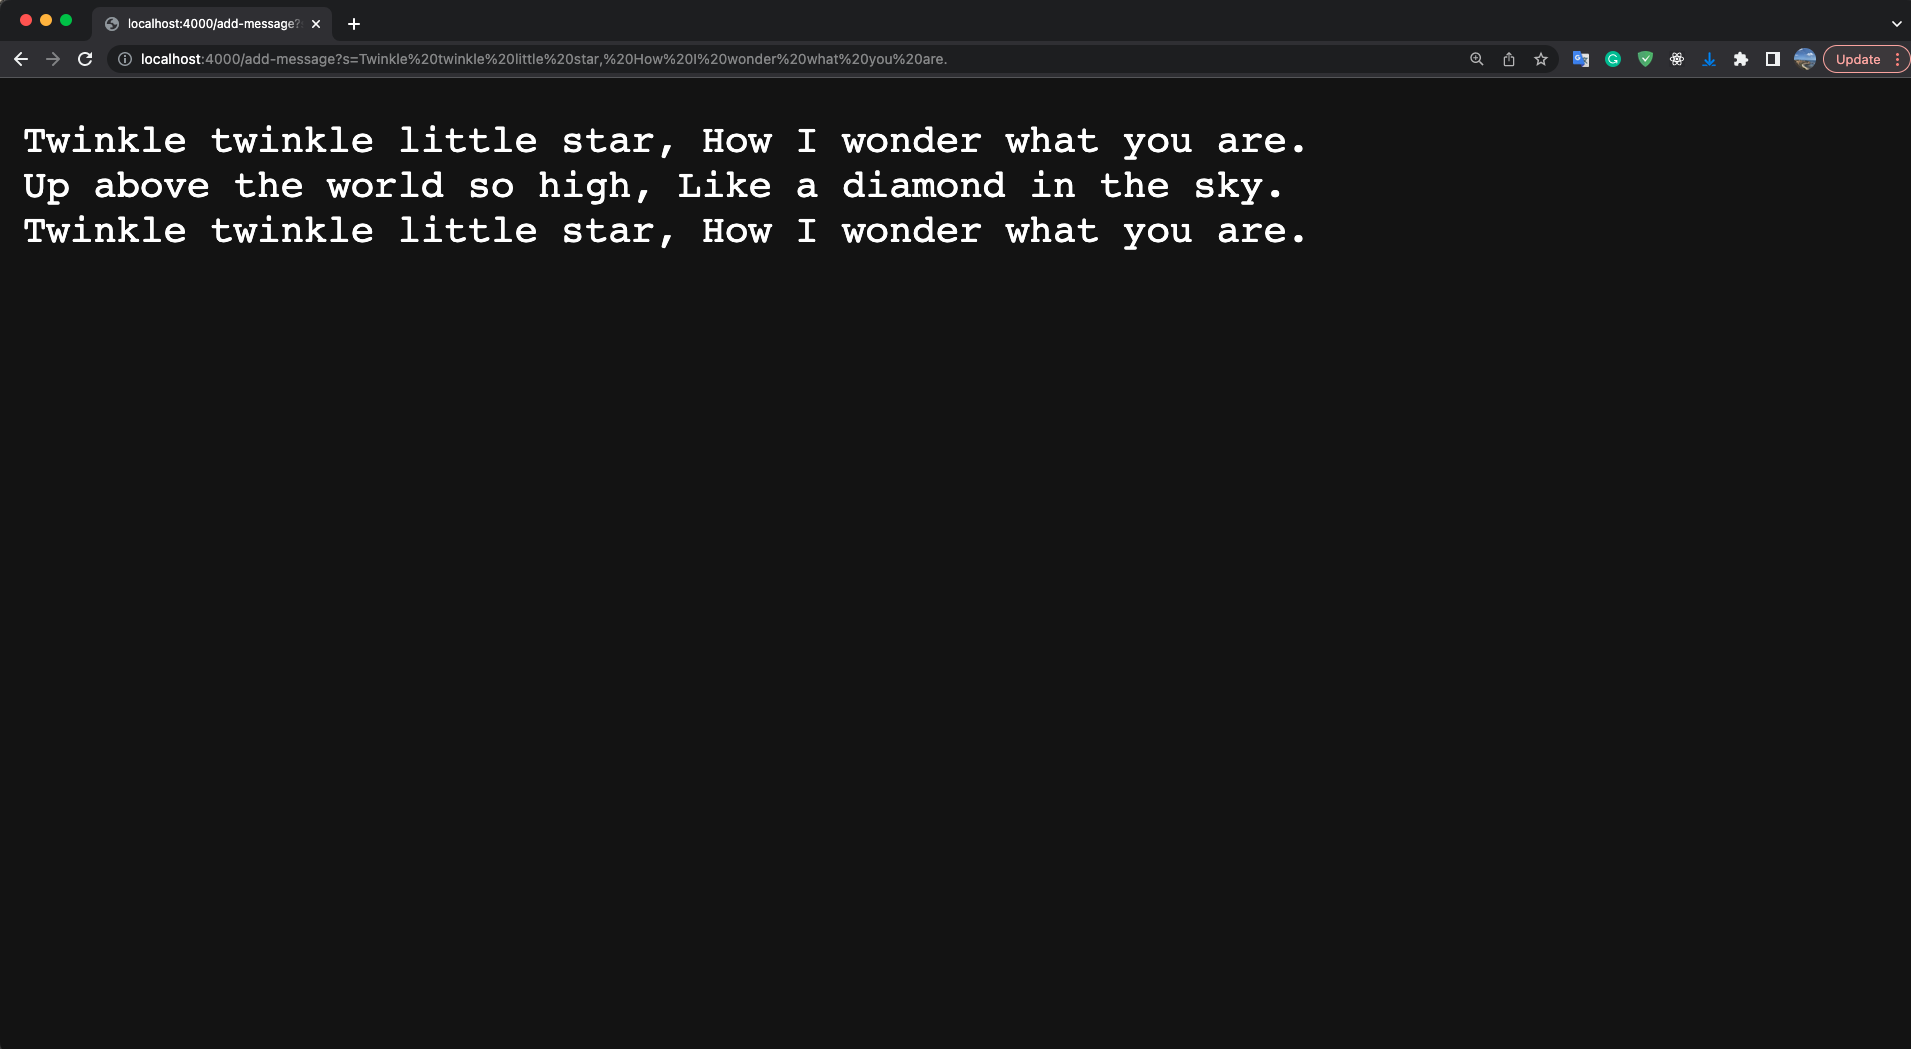 localhost:4000/add-message?s
localhost:4000/add-message?s=Twinkle%20twinkle%20little%20star,%20How%20I%20wonder%20what%20you%20are.
Update
Twinkle twinkle little star, How I wonder what you are.
Up above the world so high, Like a diamond in the sky.
Twinkle twinkle little star, How I wonder what you are.